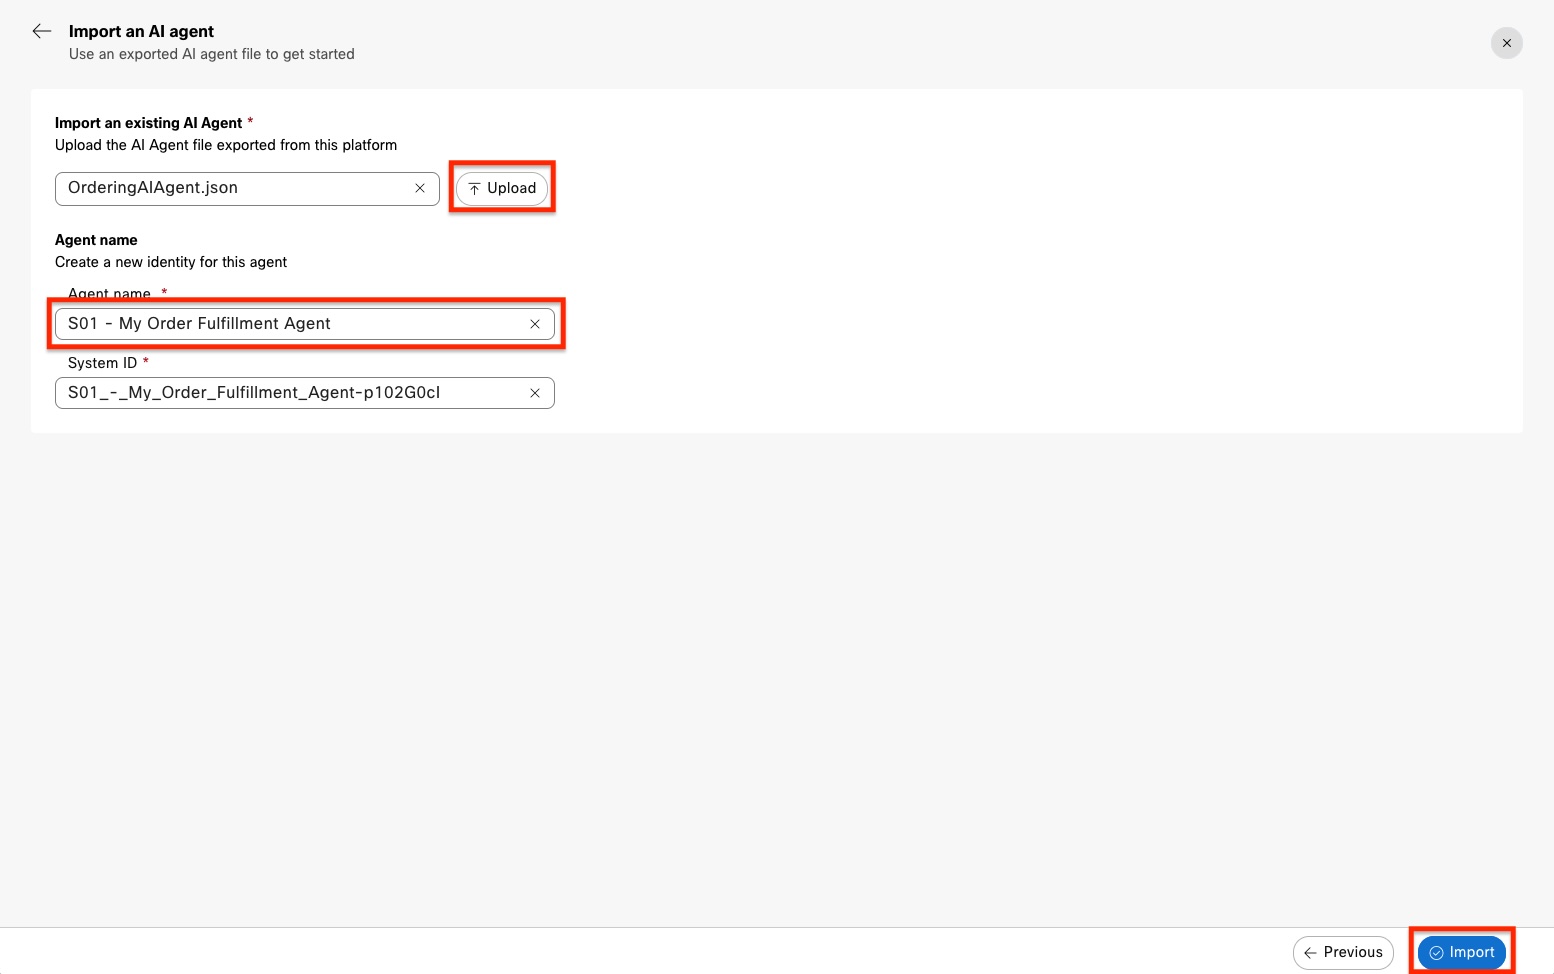 Import an AI agent
Use an exported AI agent file to get started
Import an existing AI Agent *
Upload the AI Agent file exported from this platform
OrderingAIAgent.json
Upload
Agent name
Create a new identity for this agent
Agent name *
S01 - My Order Fulfillment Agent
System ID *
S01_-_My_Order_Fulfillment_Agent-p102G0cI
Previous
Import